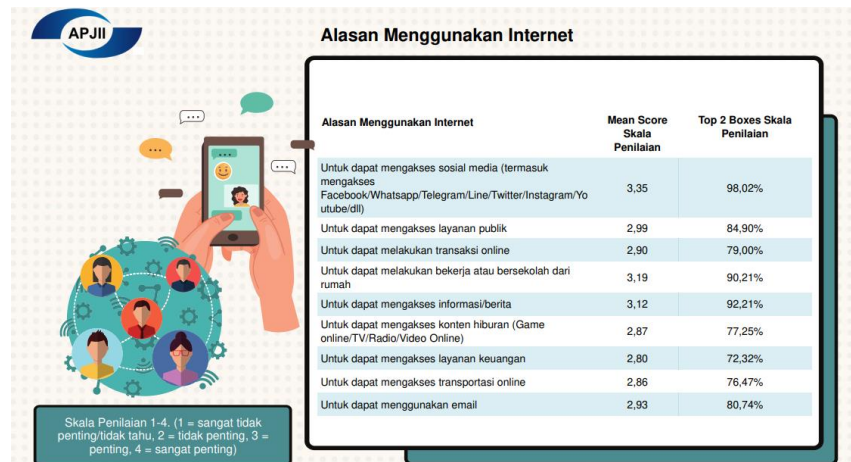 APJII
Alasan Menggunakan Internet
Alasan Menggunakan Internet
Mean Score
Skala
Penilaian
Top 2 Boxes Skala
Penilaian
Untuk dapat mengakses sosial media (termasuk
mengakses
Facebook/Whatsapp/Telegram/Line/Twitter/Instagram/Yo
utube/dll)
3,35
98,02%
Untuk dapat mengakses layanan publik
2,99
84,90%
Untuk dapat melakukan transaksi online
2,90
79,00%
Untuk dapat melakukan bekerja atau bersekolah dari
rumah
3,19
90,21%
Untuk dapat mengakses informasi/berita
3,12
92,21%
Untuk dapat mengakses konten hiburan (Game
online/TV/Radio/Video Online)
2,87
77,25%
Untuk dapat mengakses layanan keuangan
2,80
72,32%
Untuk dapat mengakses transportasi online
2,86
76,47%
Untuk dapat menggunakan email
2,93
80,74%
Skala Penilaian 1-4. (1 = sangat tidak
penting/tidak tahu, 2 = tidak penting, 3 =
penting, 4 = sangat penting)